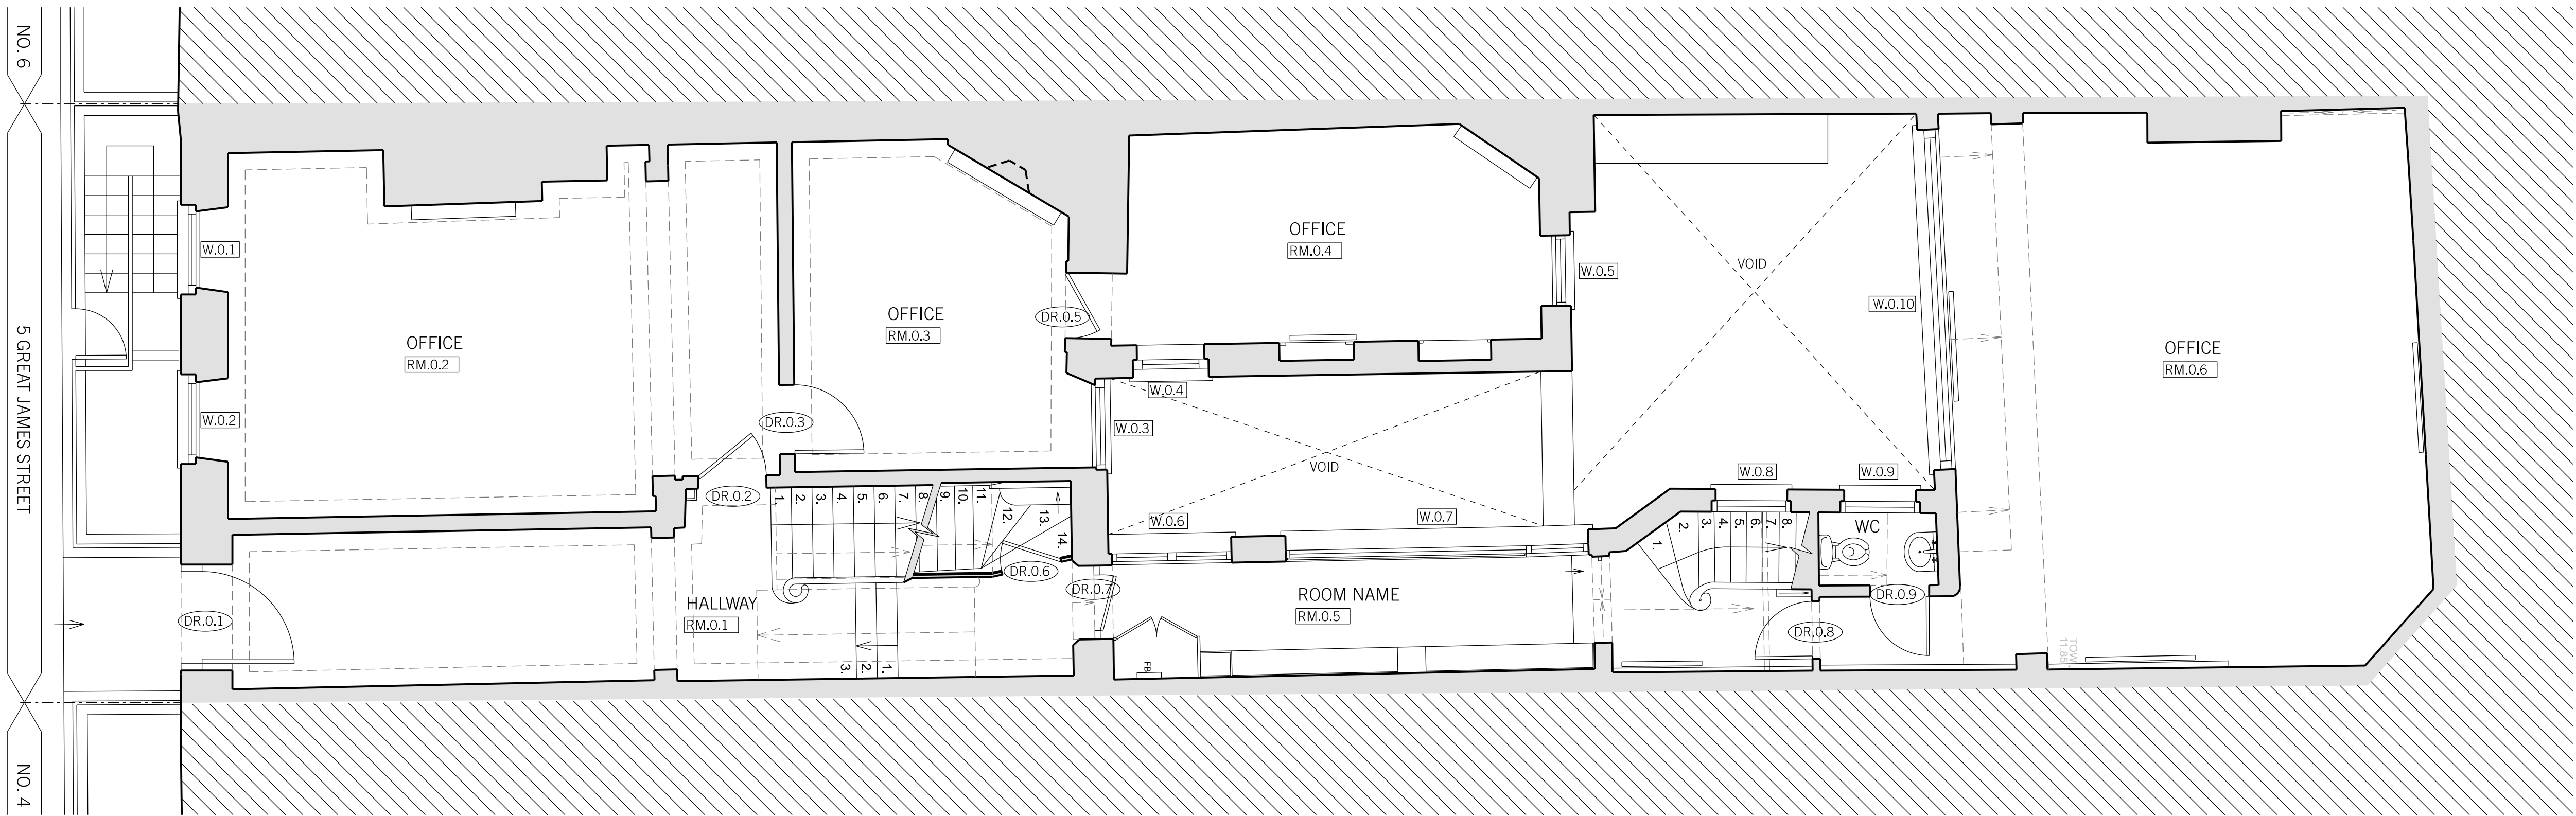 NO. 6
5 GREAT JAMES STREET
NO. 4
W.0.1
W.0.2
OFFICE
RM.0.2
DR.0.1
HALLWAY
RM.0.1
DR.0.2
DR.0.3
OFFICE
RM.0.3
1.
2.
3.
4.
5.
6.
7.
8.
9.
10.
11.
12.
13.
14.
3.
2.
1.
DR.0.5
DR.0.6
DR.0.7
OFFICE
RM.0.4
W.0.3
W.0.4
W.0.5
VOID
W.0.6
W.0.7
ROOM NAME
RM.0.5
FB
VOID
W.0.10
W.0.8
W.0.9
1.
2.
3.
4
5.
6.
7.
8.
WC
DR.0.8
DR.0.9
OFFICE
RM.0.6